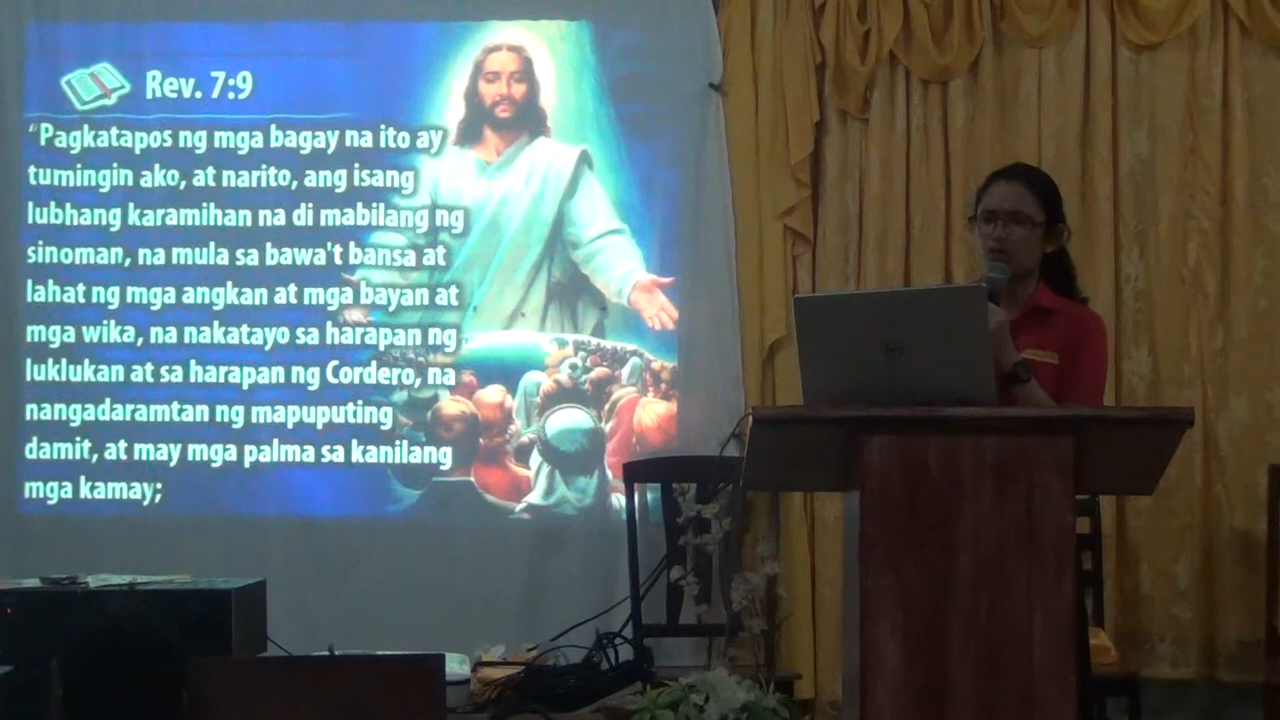 Rev. 7:9
“Pagkatapos ng mga bagay na ito ay
tumingin ako, at narito, ang isang
lubhang karamihan na di mabilang ng
sinoman, na mula sa bawa't bansa at
lahat ng mga angkan at mga bayan at
mga wika, na nakatayo sa harapan ng
luklukan at sa harapan ng Cordero, na
nangadaramtan ng mapuputing
damit, at may mga palma sa kanilang
mga kamay;